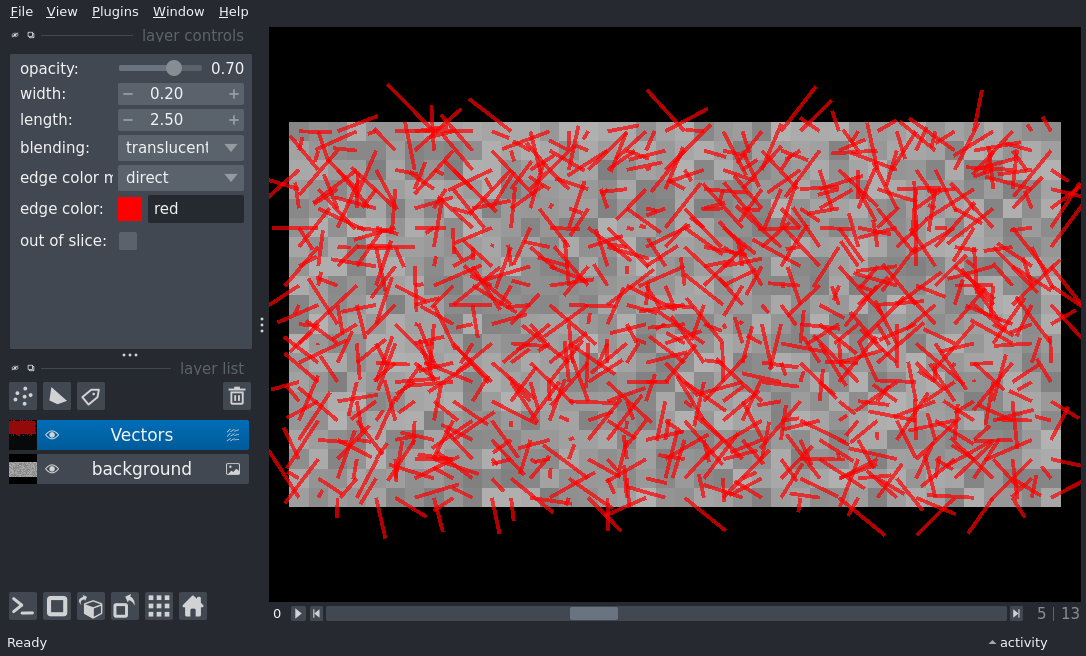 File View Plugins Window Help
layer controls
opacity: 0.70
width: − 0.20 +
length: − 2.50 +
blending: translucent
edge color m direct
edge color: red
out of slice:
layer list
Vectors
background
0 5 | 13
Ready activity